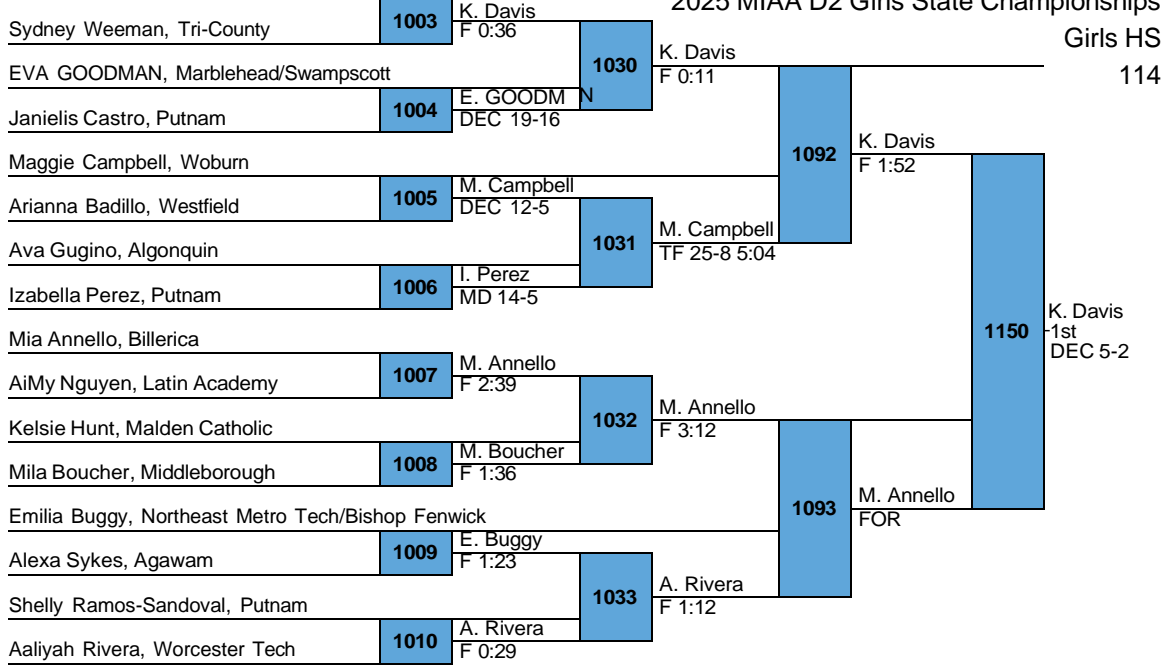 2025 MIAA D2 Girls State Championships
Girls HS
114
K. Davis
1003
F 0:36
Sydney Weeman, Tri-County
K. Davis
1030
F 0:11
EVA GOODMAN, Marblehead/Swampscott
E. GOODM N
1004
DEC 19-16
Janielis Castro, Putnam
K. Davis
1092
F 1:52
Maggie Campbell, Woburn
M. Campbell
1005
DEC 12-5
Arianna Badillo, Westfield
M. Campbell
1031
TF 25-8 5:04
Ava Gugino, Algonquin
I. Perez
1006
MD 14-5
Izabella Perez, Putnam
K. Davis
1150
1st
DEC 5-2
Mia Annello, Billerica
M. Annello
1007
F 2:39
AiMy Nguyen, Latin Academy
M. Annello
1032
F 3:12
Kelsie Hunt, Malden Catholic
M. Boucher
1008
F 1:36
Mila Boucher, Middleborough
M. Annello
1093
FOR
Emilia Buggy, Northeast Metro Tech/Bishop Fenwick
E. Buggy
1009
F 1:23
Alexa Sykes, Agawam
A. Rivera
1033
F 1:12
Shelly Ramos-Sandoval, Putnam
A. Rivera
1010
F 0:29
Aaliyah Rivera, Worcester Tech